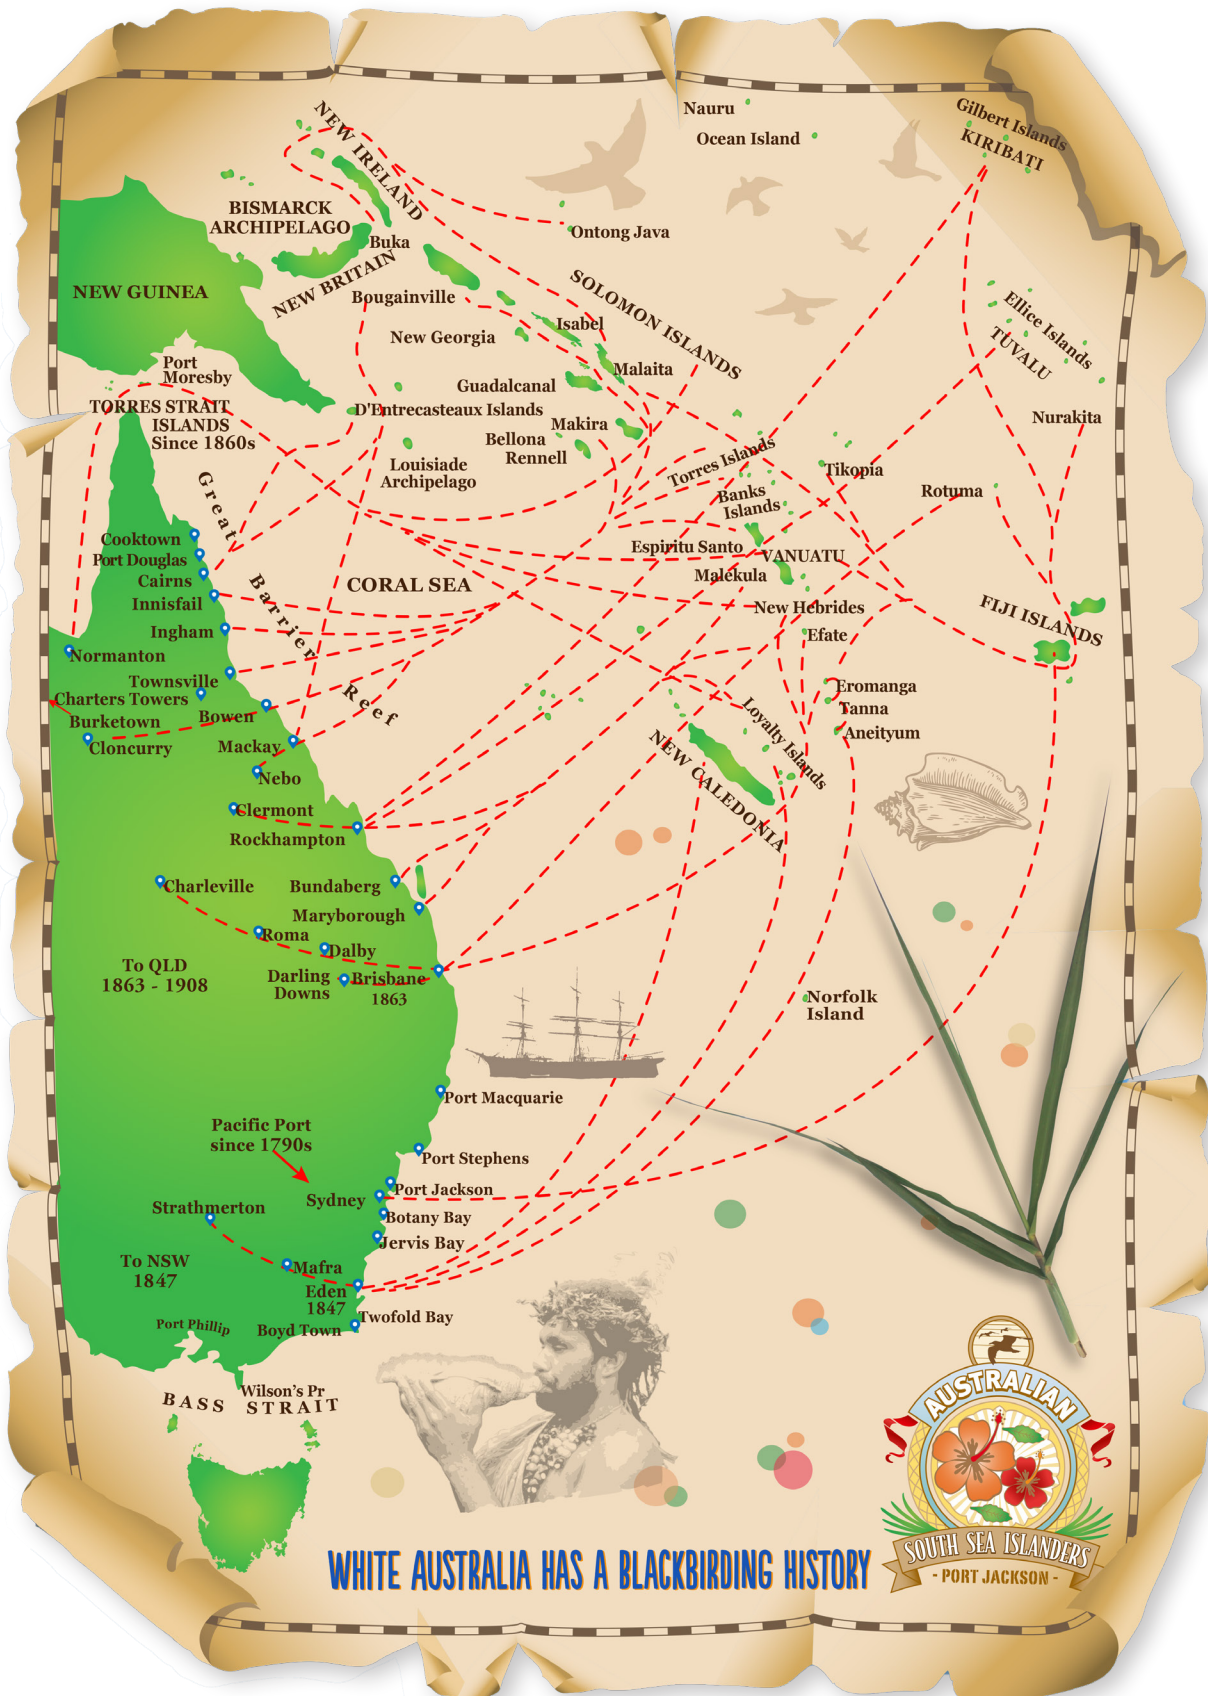 Nauru
Ocean Island
Gilbert Islands
KIRIBATI
NEW IRELAND
BISMARCK
ARCHIPELAGO
Buka
Ontong Java
NEW BRITAIN
NEW GUINEA
Bougainville
SOLOMON ISLANDS
Ellice Islands
TUVALU
New Georgia
Isabel
Malaita
Port
Moresby
Guadalcanal
TORRES STRAIT
ISLANDS
Since 1860s
D'Entrecasteaux Islands
Makira
Nurakita
Bellona
Rennell
Louisiade
Archipelago
Torres Islands
Tikopia
Banks
Islands
Rotuma
Great
Barrier
Reef
Cooktown
Port Douglas
Cairns
Innisfail
Ingham
CORAL SEA
Espiritu Santo
VANUATU
Malekula
New Hebrides
Efate
FIJI ISLANDS
Normanton
Townsville
Charters Towers
Burketown
Bowen
Cloncurry
Mackay
Nebo
Eromanga
Tanna
Aneityum
Loyalty Islands
NEW CALEDONIA
Clermont
Rockhampton
Charleville
Bundaberg
Maryborough
Roma
Dalby
To QLD
1863 - 1908
Darling
Downs
Brisbane
1863
Norfolk
Island
Port Macquarie
Pacific Port
since 1790s
Port Stephens
Sydney
Port Jackson
Strathmerton
Botany Bay
Jervis Bay
To NSW
1847
Mafra
Eden
1847
Port Phillip
Boyd Town
Twofold Bay
BASS STRAIT
Wilson's Pr
AUSTRALIAN
SOUTH SEA ISLANDERS
- PORT JACKSON -
WHITE AUSTRALIA HAS A BLACKBIRDING HISTORY